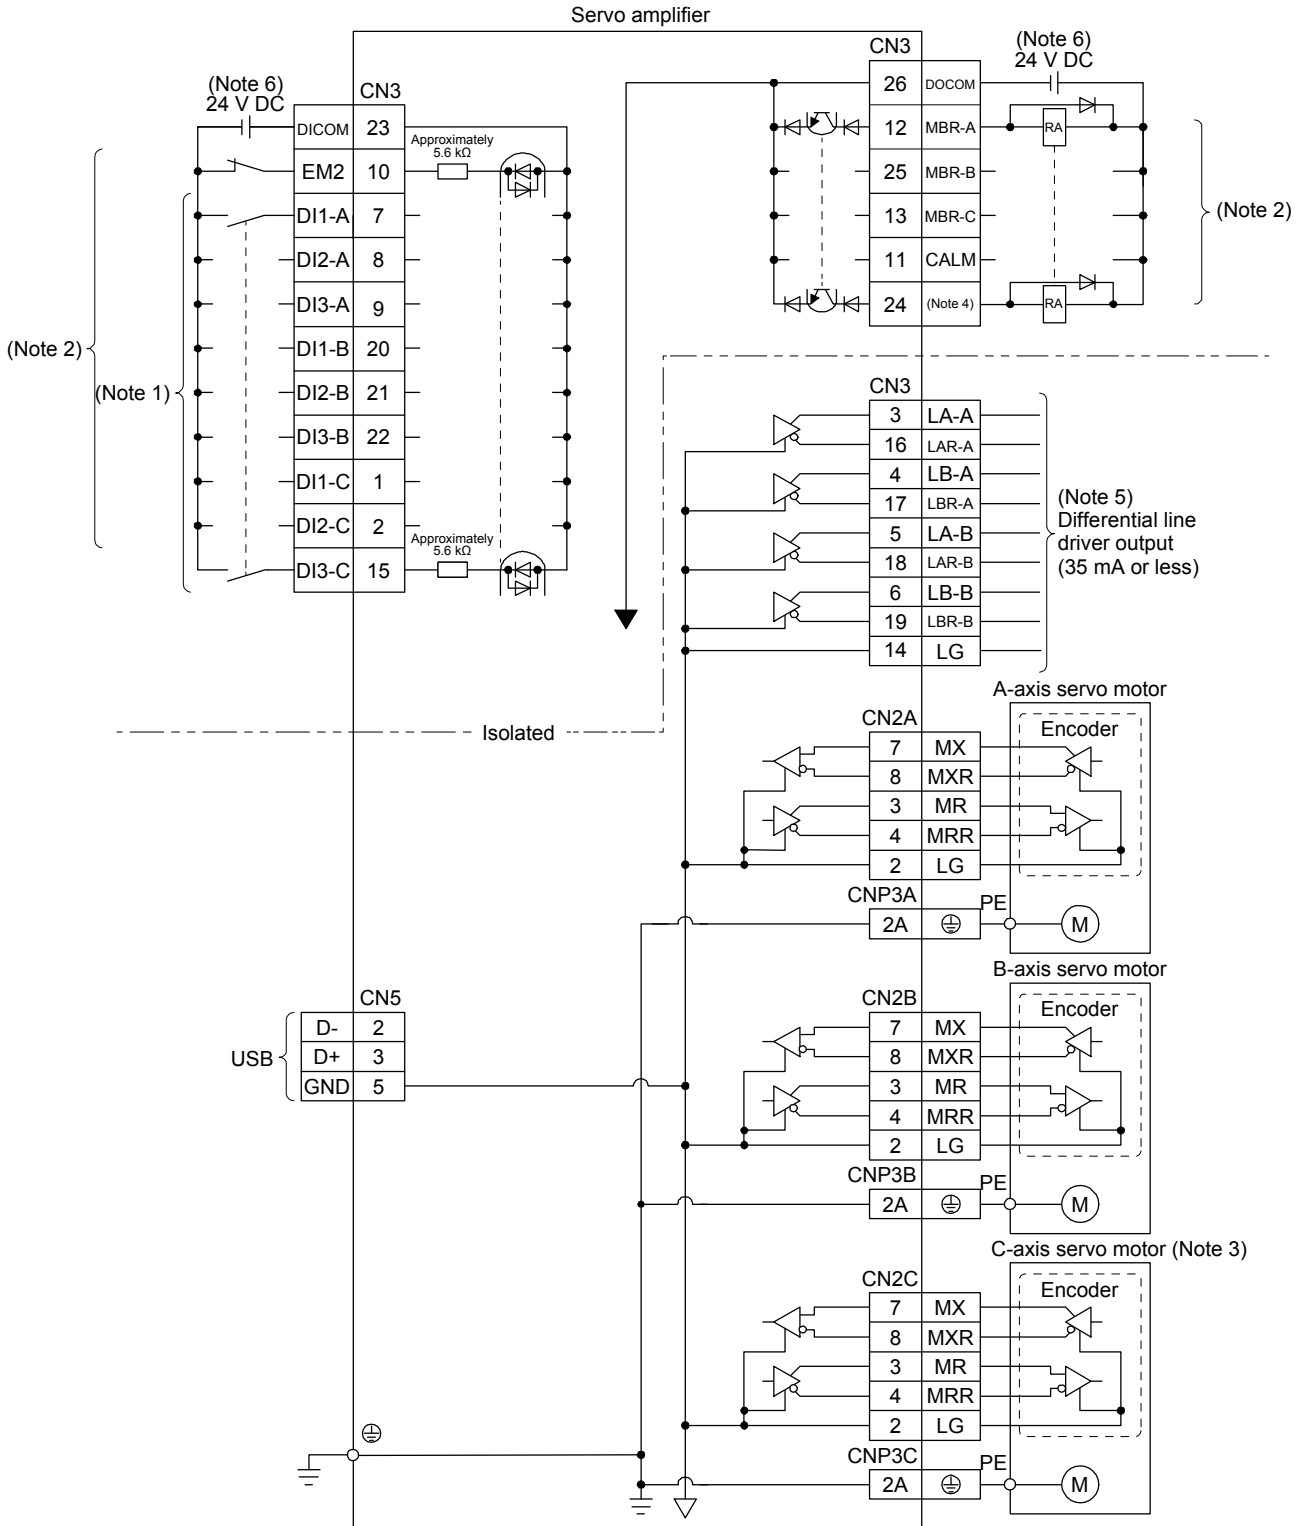 Servo amplifier
(Note 6)
24 V DC
CN3
DICOM 23
EM2 10
DI1-A 7
DI2-A 8
DI3-A 9
DI1-B 20
DI2-B 21
DI3-B 22
DI1-C 1
DI2-C 2
DI3-C 15
Approximately
5.6 kΩ
Approximately
5.6 kΩ
(Note 2)
(Note 1)
CN3
(Note 6)
24 V DC
26 DOCOM
12 MBR-A
RA
25 MBR-B
13 MBR-C
11 CALM
24 (Note 4)
RA
(Note 2)
CN3
3 LA-A
16 LAR-A
4 LB-A
17 LBR-A
5 LA-B
18 LAR-B
6 LB-B
19 LBR-B
14 LG
(Note 5)
Differential line
driver output
(35 mA or less)
Isolated
A-axis servo motor
CN2A
Encoder
7 MX
8 MXR
3 MR
4 MRR
2 LG
CNP3A
2A
PE
M
B-axis servo motor
CN5
USB
D- 2
D+ 3
GND 5
CN2B
Encoder
7 MX
8 MXR
3 MR
4 MRR
2 LG
CNP3B
2A
PE
M
C-axis servo motor (Note 3)
CN2C
Encoder
7 MX
8 MXR
3 MR
4 MRR
2 LG
CNP3C
2A
PE
M